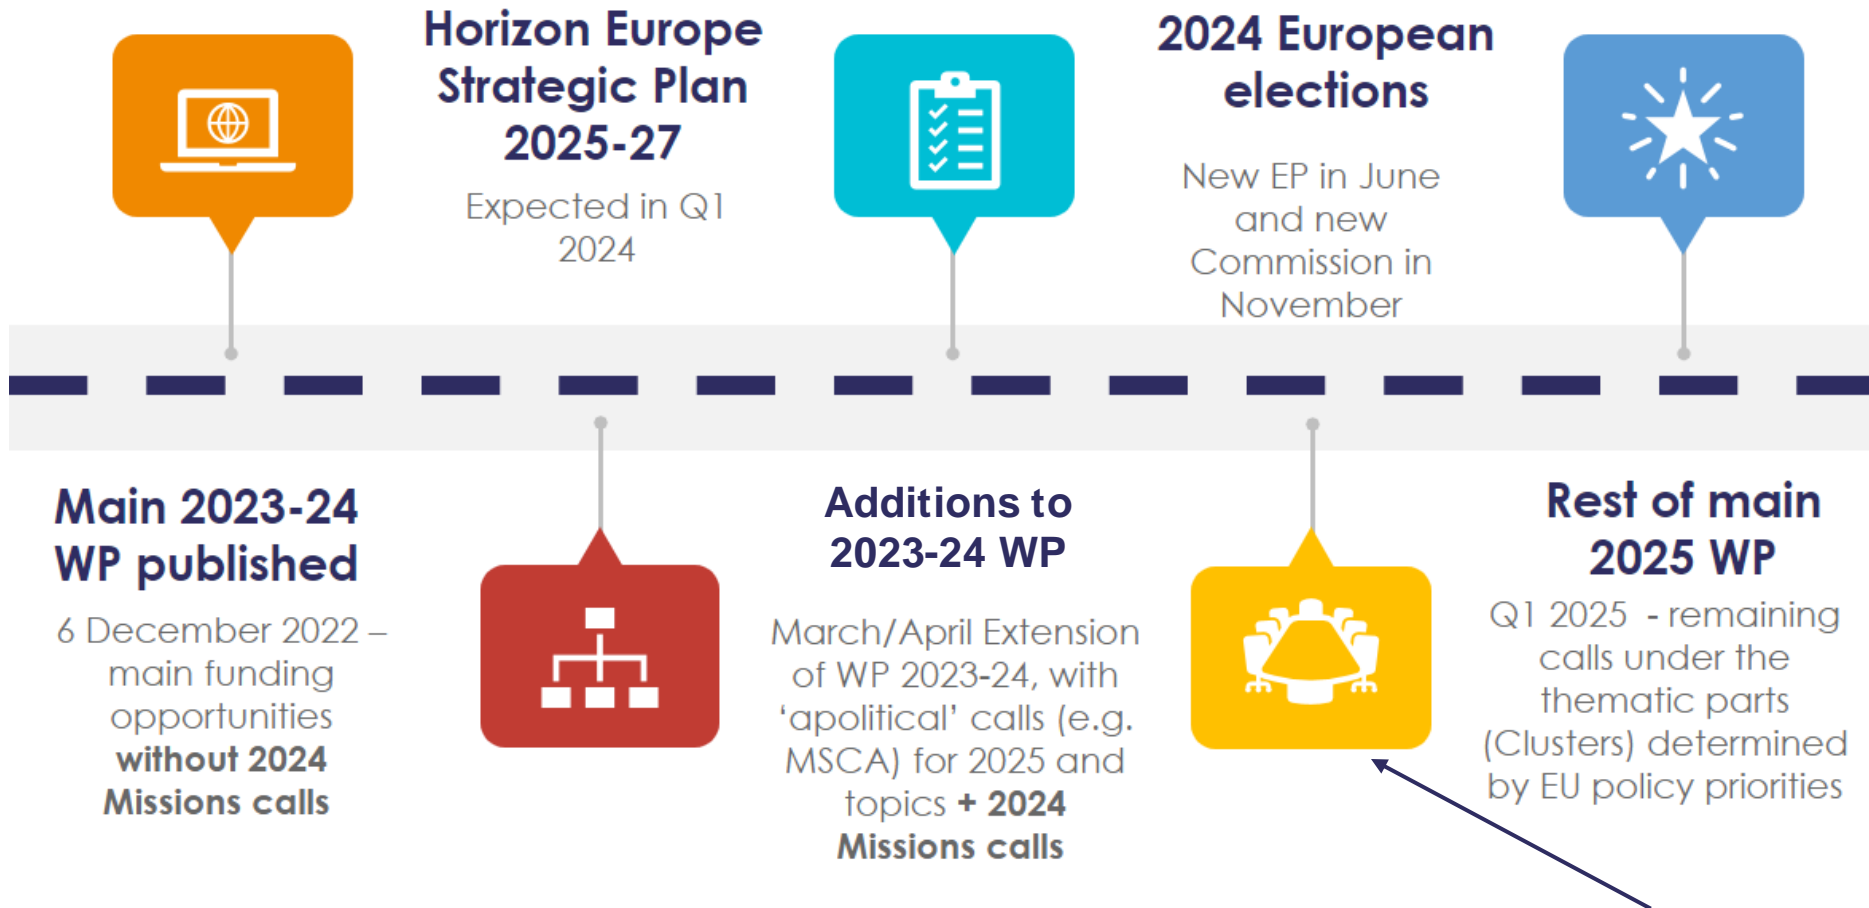 Horizon Europe
Strategic Plan
2025-27
Expected in Q1
2024
2024 European
elections
New EP in June
and new
Commission in
November
Main 2023-24
WP published
6 December 2022 –
main funding
opportunities
without 2024
Missions calls
Additions to
2023-24 WP
March/April Extension
of WP 2023-24, with
‘apolitical’ calls (e.g.
MSCA) for 2025 and
topics + 2024
Missions calls
Rest of main
2025 WP
Q1 2025 - remaining
calls under the
thematic parts
(Clusters) determined
by EU policy priorities